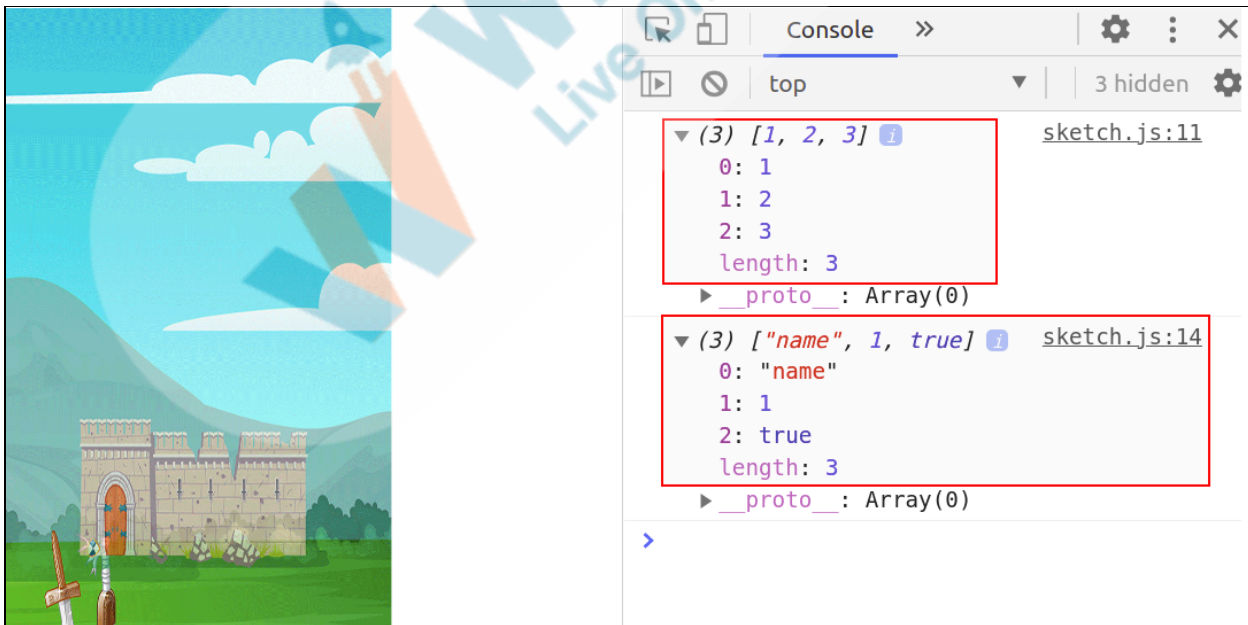 Live
Console »
top ▼ 3 hidden
▼ (3) [1, 2, 3] i sketch.js:11
0: 1
1: 2
2: 3
length: 3
▶ __proto__: Array(0)
▼ (3) ["name", 1, true] i sketch.js:14
0: "name"
1: 1
2: true
length: 3
▶ __proto__: Array(0)
>